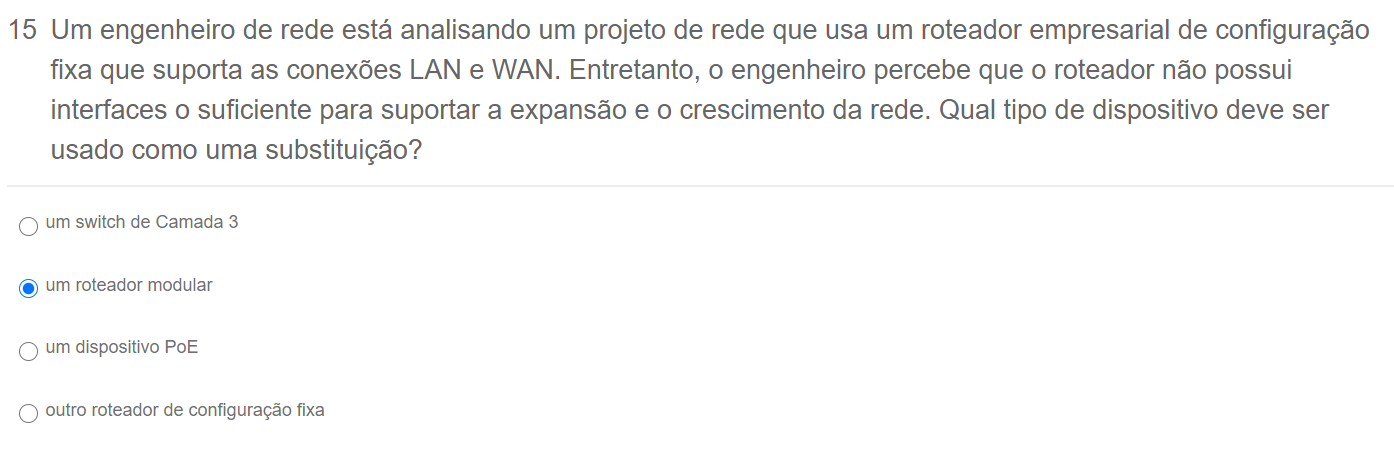 15 Um engenheiro de rede está analisando um projeto de rede que usa um roteador empresarial de configuração
fixa que suporta as conexões LAN e WAN. Entretanto, o engenheiro percebe que o roteador não possui
interfaces o suficiente para suportar a expansão e o crescimento da rede. Qual tipo de dispositivo deve ser
usado como uma substituição?
um switch de Camada 3
um roteador modular
um dispositivo PoE
outro roteador de configuração fixa